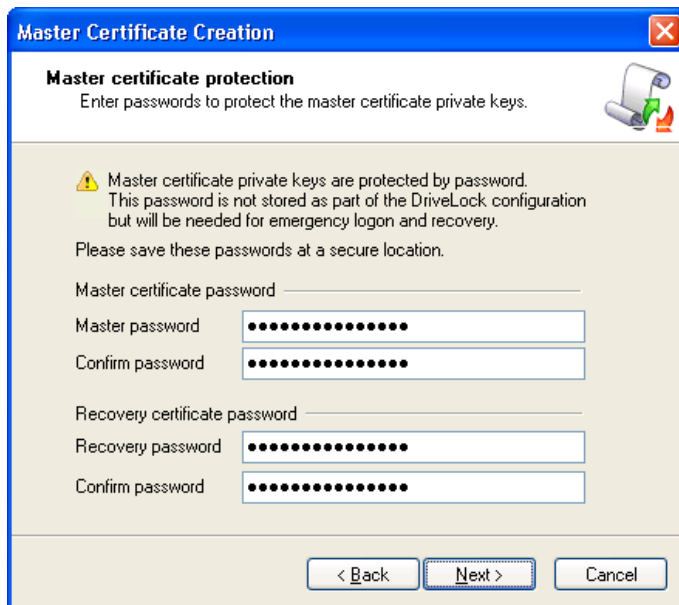 Master Certificate Creation
Master certificate protection
Enter passwords to protect the master certificate private keys.
Master certificate private keys are protected by password.
This password is not stored as part of the DriveLock configuration
but will be needed for emergency logon and recovery.
Please save these passwords at a secure location.
Master certificate password
Master password ●●●●●●●●●●●●●●●
Confirm password ●●●●●●●●●●●●●●●
Recovery certificate password
Recovery password ●●●●●●●●●●●●●●●
Confirm password ●●●●●●●●●●●●●●●
< Back Next > Cancel